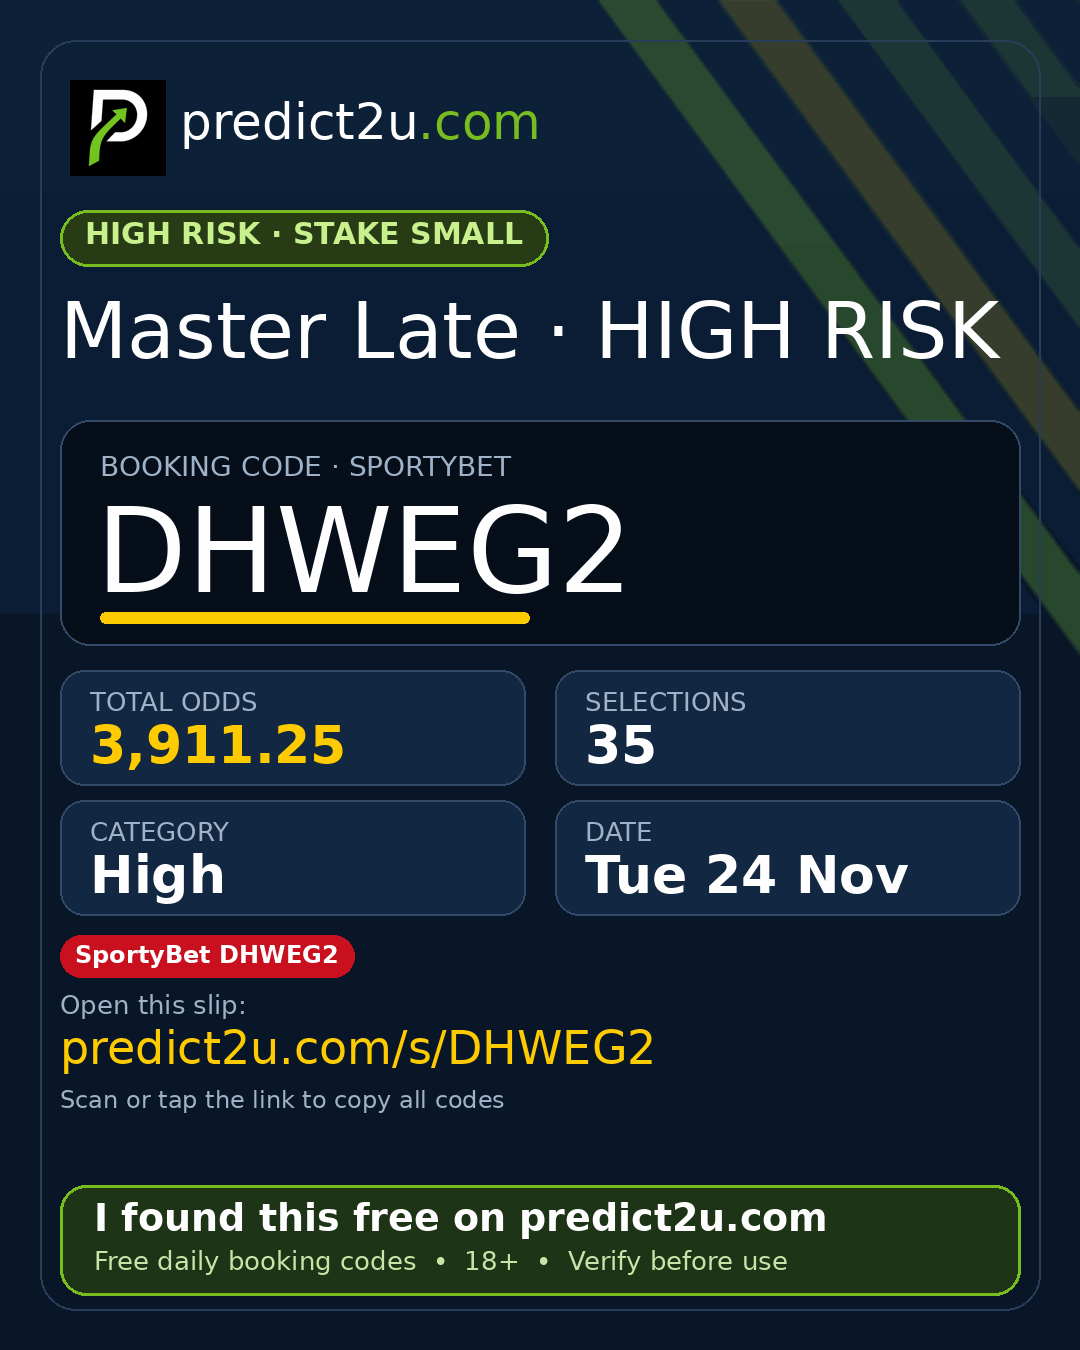 predict2u.com
HIGH RISK · STAKE SMALL
Master Late · HIGH RISK
BOOKING CODE · SPORTYBET
DHWEG2
TOTAL ODDS
3,911.25
SELECTIONS
35
CATEGORY
High
DATE
Tue 24 Nov
SportyBet DHWEG2
Open this slip:
predict2u.com/s/DHWEG2
Scan or tap the link to copy all codes
I found this free on predict2u.com
Free daily booking codes • 18+ • Verify before use